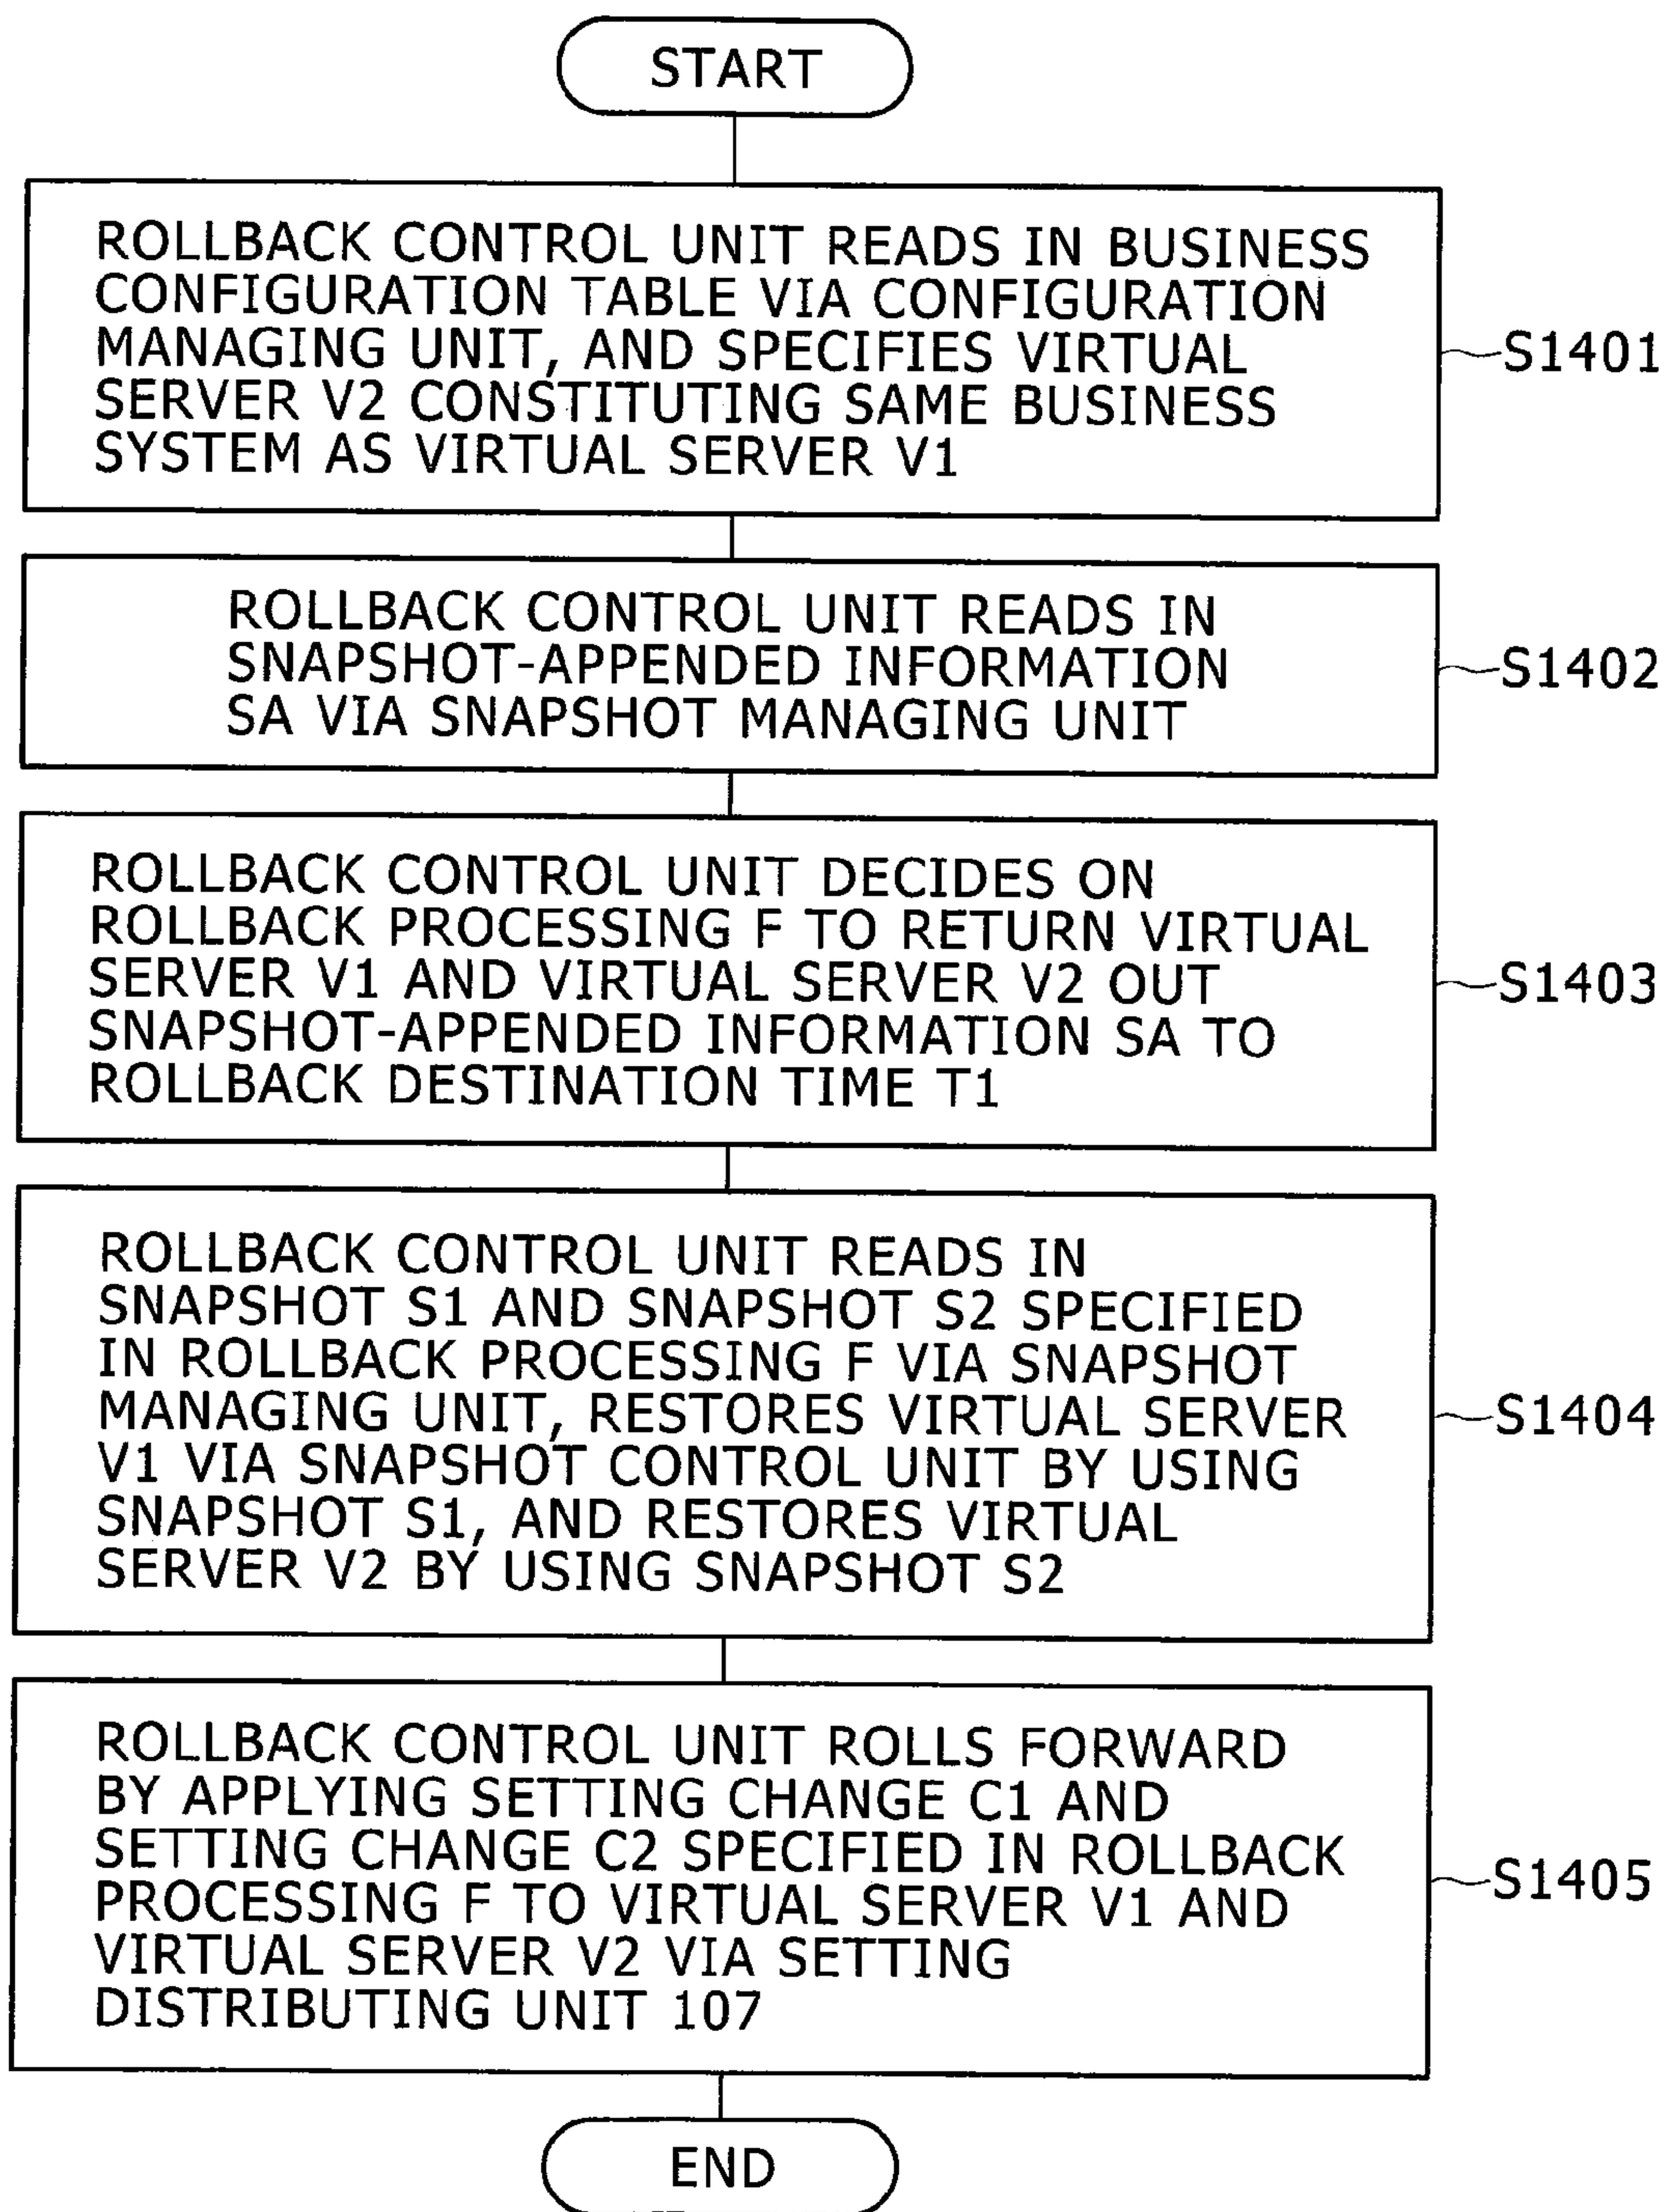 START
ROLLBACK CONTROL UNIT READS IN BUSINESS
CONFIGURATION TABLE VIA CONFIGURATION
MANAGING UNIT, AND SPECIFIES VIRTUAL
SERVER V2 CONSTITUTING SAME BUSINESS
SYSTEM AS VIRTUAL SERVER V1
S1401
ROLLBACK CONTROL UNIT READS IN
SNAPSHOT-APPENDED INFORMATION
SA VIA SNAPSHOT MANAGING UNIT
S1402
ROLLBACK CONTROL UNIT DECIDES ON
ROLLBACK PROCESSING F TO RETURN VIRTUAL
SERVER V1 AND VIRTUAL SERVER V2 OUT
SNAPSHOT-APPENDED INFORMATION SA TO
ROLLBACK DESTINATION TIME T1
S1403
ROLLBACK CONTROL UNIT READS IN
SNAPSHOT S1 AND SNAPSHOT S2 SPECIFIED
IN ROLLBACK PROCESSING F VIA SNAPSHOT
MANAGING UNIT, RESTORES VIRTUAL SERVER
V1 VIA SNAPSHOT CONTROL UNIT BY USING
SNAPSHOT S1, AND RESTORES VIRTUAL
SERVER V2 BY USING SNAPSHOT S2
S1404
ROLLBACK CONTROL UNIT ROLLS FORWARD
BY APPLYING SETTING CHANGE C1 AND
SETTING CHANGE C2 SPECIFIED IN ROLLBACK
PROCESSING F TO VIRTUAL SERVER V1 AND
VIRTUAL SERVER V2 VIA SETTING
DISTRIBUTING UNIT 107
S1405
END